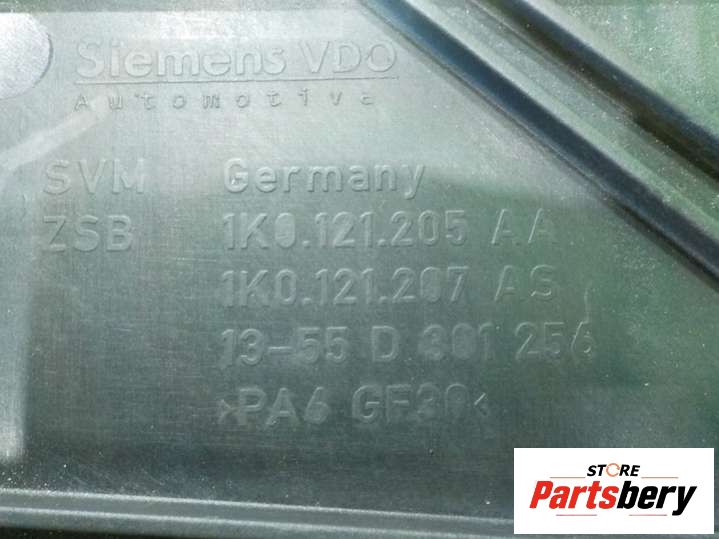 Siemens VDO
Automotive
SVM Germany
ZSB 1K0.121.205 AA
1K0.121.207 AS
13-55 D 301 256
>PA6 GF30<
STORE
Partsbery